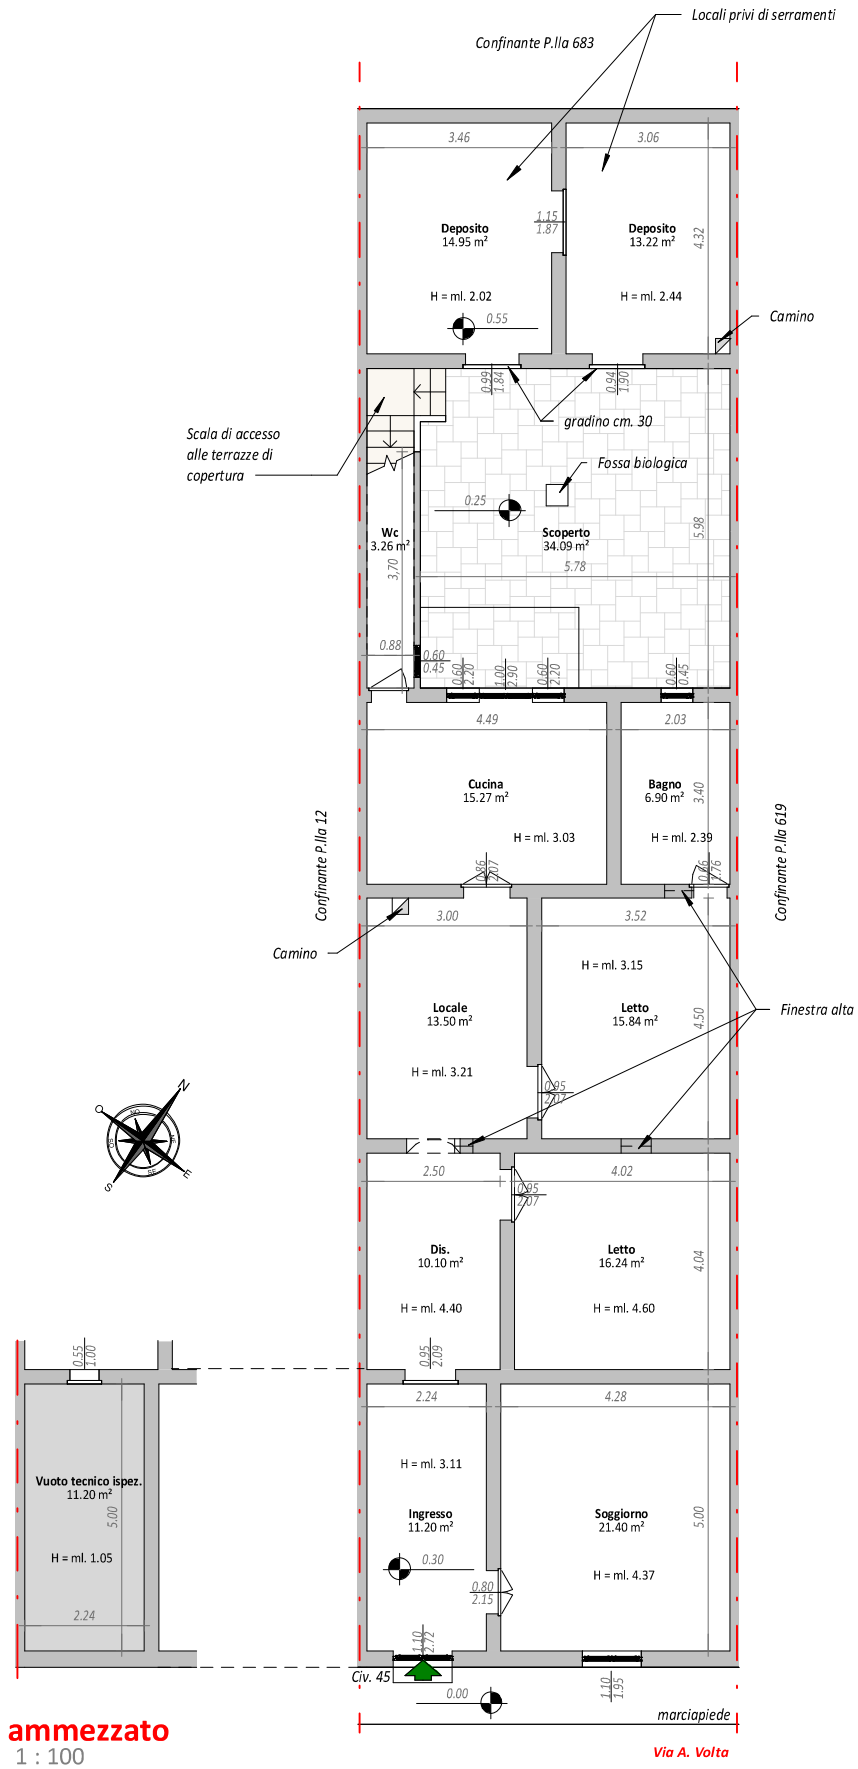 Locali privi di serramenti
Confinante P.lla 683
3.46
3.06
1.15
1.87
4.32
Deposito
14.95 m²
Deposito
13.22 m²
H = ml. 2.02
H = ml. 2.44
0.55
Camino
0.99
1.84
0.94
1.90
gradino cm. 30
Scala di accesso
alle terrazze di
copertura
Fossa biologica
0.25
Wc
3.26 m²
Scoperto
34.09 m²
5.98
3,70
5.78
0.88
0.60
0.45
0.60
2.20
1.00
2.90
0.60
2.20
0.60
0.45
4.49
2.03
Cucina
15.27 m²
Bagno
6.90 m²
3.40
H = ml. 3.03
H = ml. 2.39
Confinante P.lla 12
Confinante P.lla 619
0.86
2.07
0.66
1.76
3.00
3.52
Camino
H = ml. 3.15
Locale
13.50 m²
Letto
15.84 m²
4.50
Finestra alta
H = ml. 3.21
0.95
2.07
N
O
E
S
NO
NE
SO
SE
2.50
4.02
0.95
2.07
Dis.
10.10 m²
Letto
16.24 m²
4.04
H = ml. 4.40
H = ml. 4.60
0.55
1.00
0.95
2.09
2.24
4.28
H = ml. 3.11
Vuoto tecnico ispez.
11.20 m²
5.00
Ingresso
11.20 m²
Soggiorno
21.40 m²
5.00
H = ml. 1.05
0.30
H = ml. 4.37
0.80
2.15
2.24
1.10
2.72
Civ. 45
0.00
1.10
1.95
marciapiede
ammezzato
1 : 100
Via A. Volta